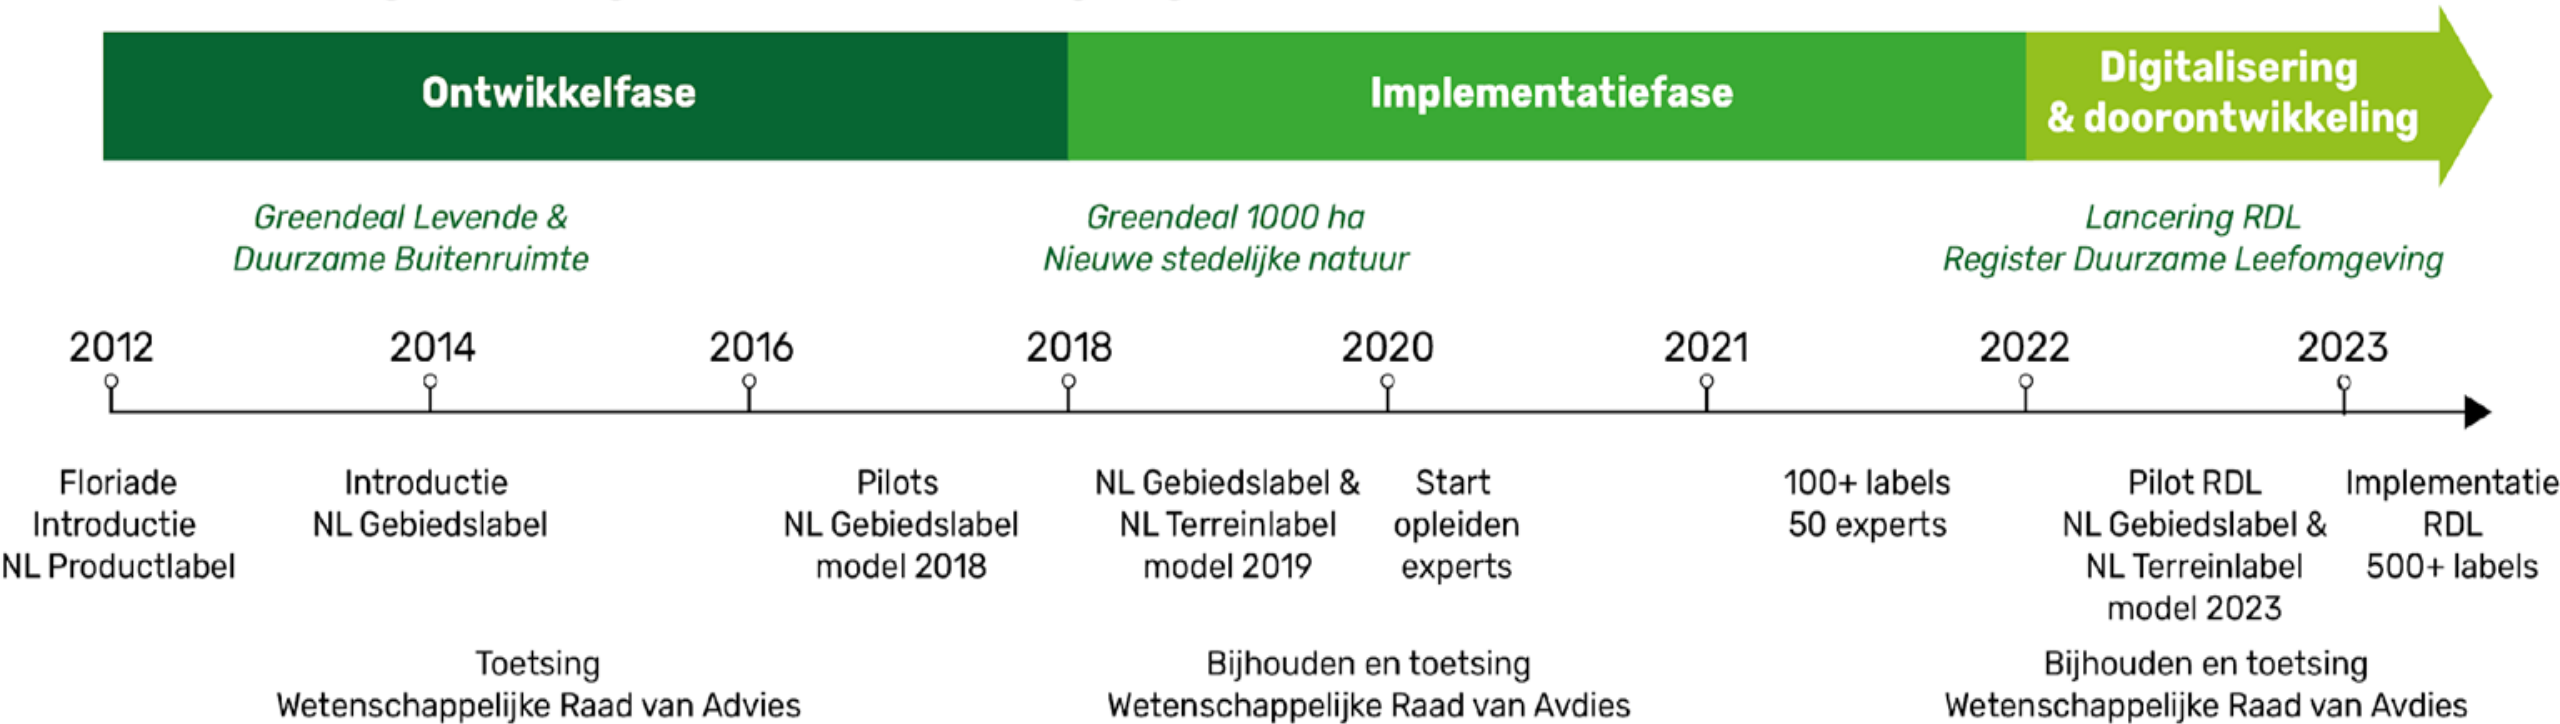 Ontwikkelfase
Implementatiefase
Digitalisering
& doorontwikkeling
Greendeal Levende &
Duurzame Buitenruimte
Greendeal 1000 ha
Nieuwe stedelijke natuur
Lancering RDL
Register Duurzame Leefomgeving
2012
2014
2016
2018
2020
2021
2022
2023
Floriade
Introductie
NL Productlabel
Introductie
NL Gebiedslabel
Pilots
NL Gebiedslabel
model 2018
NL Gebiedslabel &
NL Terreinlabel
model 2019
Start
opleiden
experts
100+ labels
50 experts
Pilot RDL
NL Gebiedslabel &
NL Terreinlabel
model 2023
Implementatie
RDL
500+ labels
Toetsing
Wetenschappelijke Raad van Advies
Bijhouden en toetsing
Wetenschappelijke Raad van Avdies
Bijhouden en toetsing
Wetenschappelijke Raad van Avdies